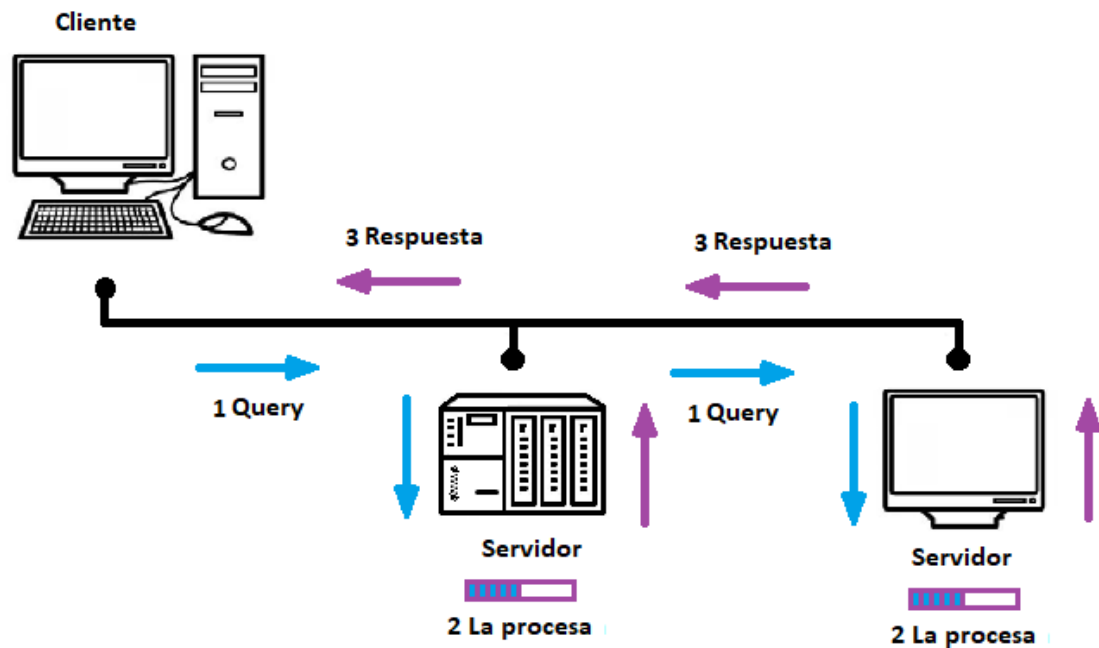 Cliente
3 Respuesta
3 Respuesta
1 Query
1 Query
Servidor
2 La procesa
Servidor
2 La procesa